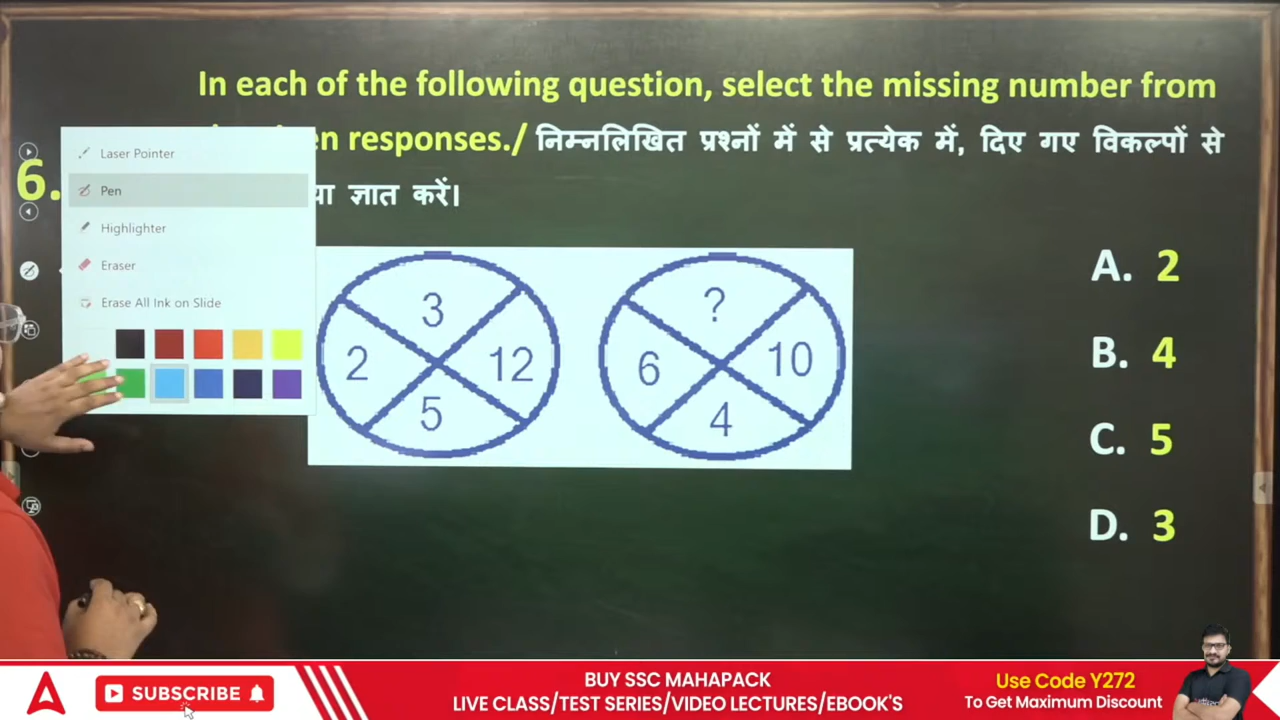 In each of the following question, select the missing number from
responses./ निम्नलिखित प्रश्नों में से प्रत्येक में, दिए गए विकल्पों से
6.
ज्ञात करें।
Laser Pointer
Pen
Highlighter
Eraser
Erase All Ink on Slide
3
2
12
5
?
6
10
4
A. 2
B. 4
C. 5
D. 3
SUBSCRIBE
BUY SSC MAHAPACK
LIVE CLASS/TEST SERIES/VIDEO LECTURES/EBOOK'S
Use Code Y272
To Get Maximum Discount